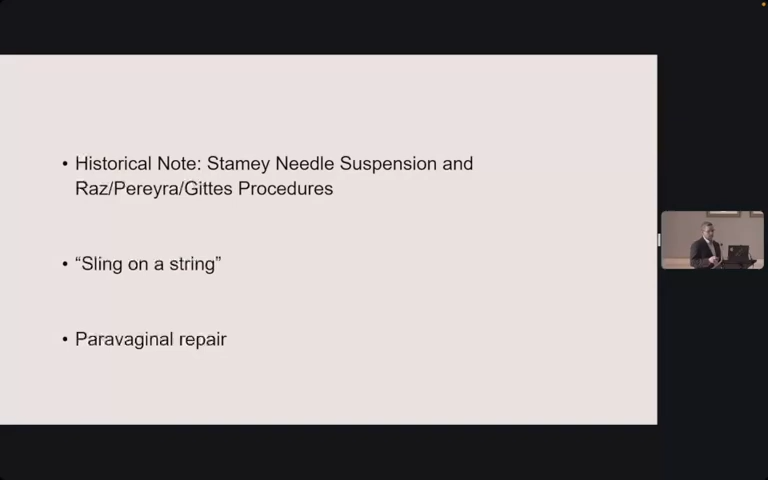 • Historical Note: Stamey Needle Suspension and
Raz/Pereyra/Gittes Procedures
• “Sling on a string”
• Paravaginal repair